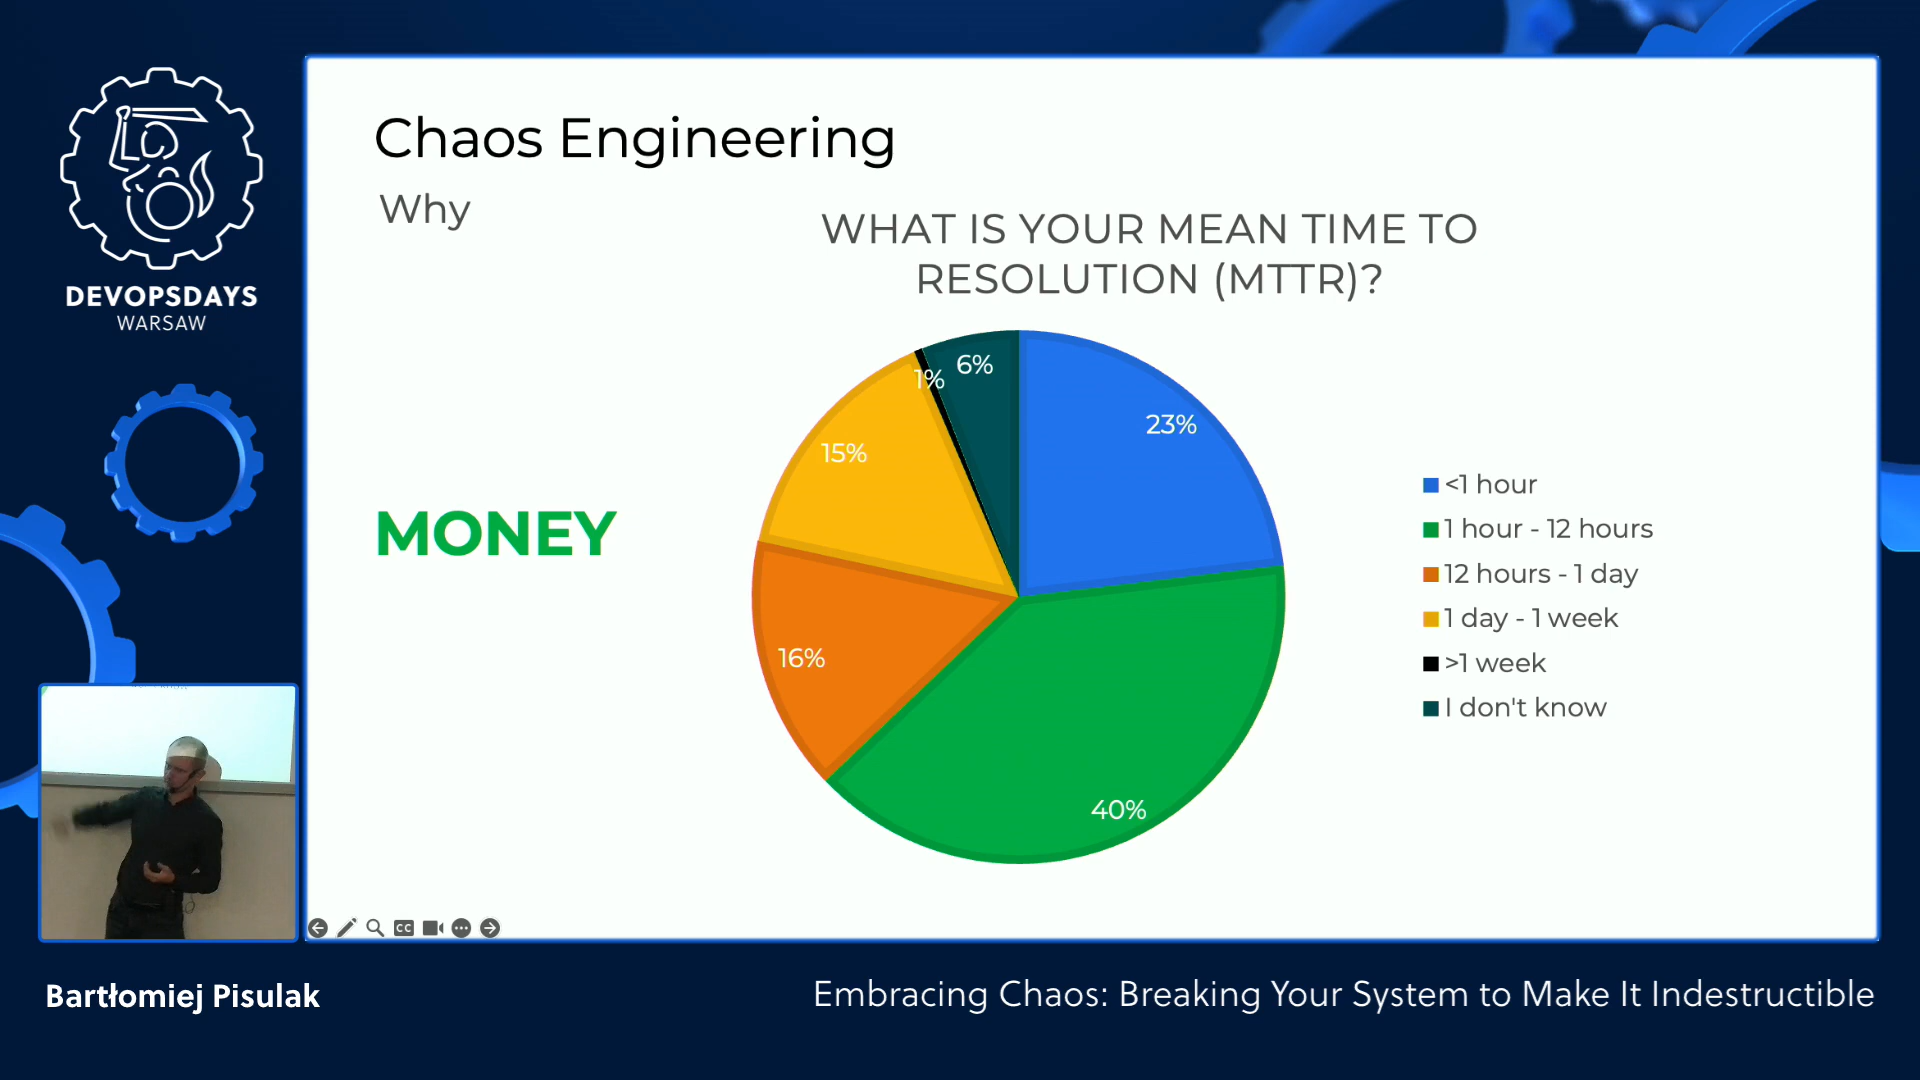 DEVOPSDAYS
WARSAW
Chaos Engineering
Why
WHAT IS YOUR MEAN TIME TO
RESOLUTION (MTTR)?
MONEY
6%
1%
23%
15%
16%
40%
<1 hour
1 hour - 12 hours
12 hours - 1 day
1 day - 1 week
>1 week
I don't know
CC
Bartłomiej Pisulak
Embracing Chaos: Breaking Your System to Make It Indestructible